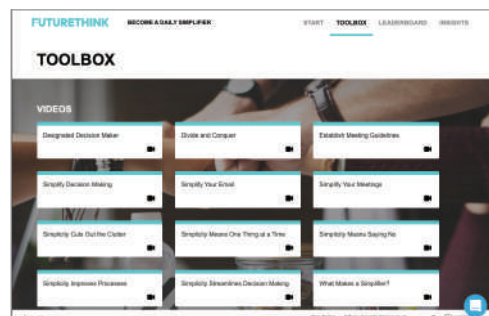 FUTURETHINK BECOME A DAILY SIMPLIFIER START TOOLBOX LEADERBOARD INSIGHTS
TOOLBOX
VIDEOS
Designated Decision Maker Divide and Conquer Establish Meeting Guidelines
Simplify Decision Making Simplify Your Email Simplify Your Meetings
Simplicity Cuts Out the Clutter Simplicity Means One Thing at a Time Simplicity Means Saying No
Simplicity Improves Processes Simplicity Streamlines Decision Making What Makes a Simplifier?